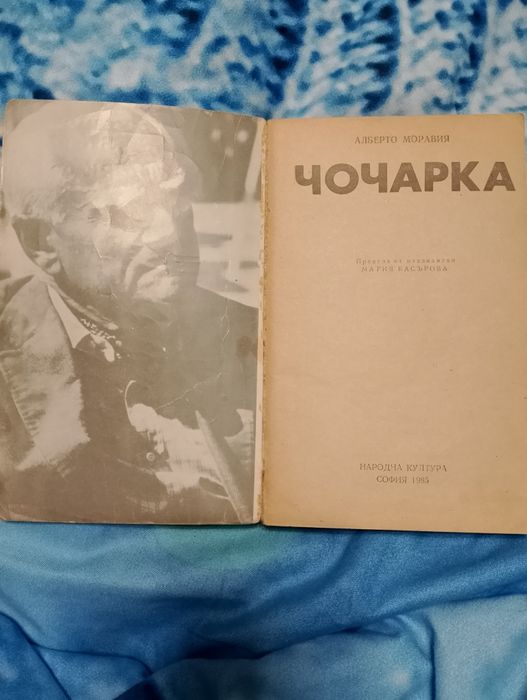 АЛБЕРТО МОРАВИЯ
ЧОЧАРКА
Превела от италиански
МАРИЯ КАСЪРОВА
НАРОДНА КУЛТУРА
СОФИЯ 1985